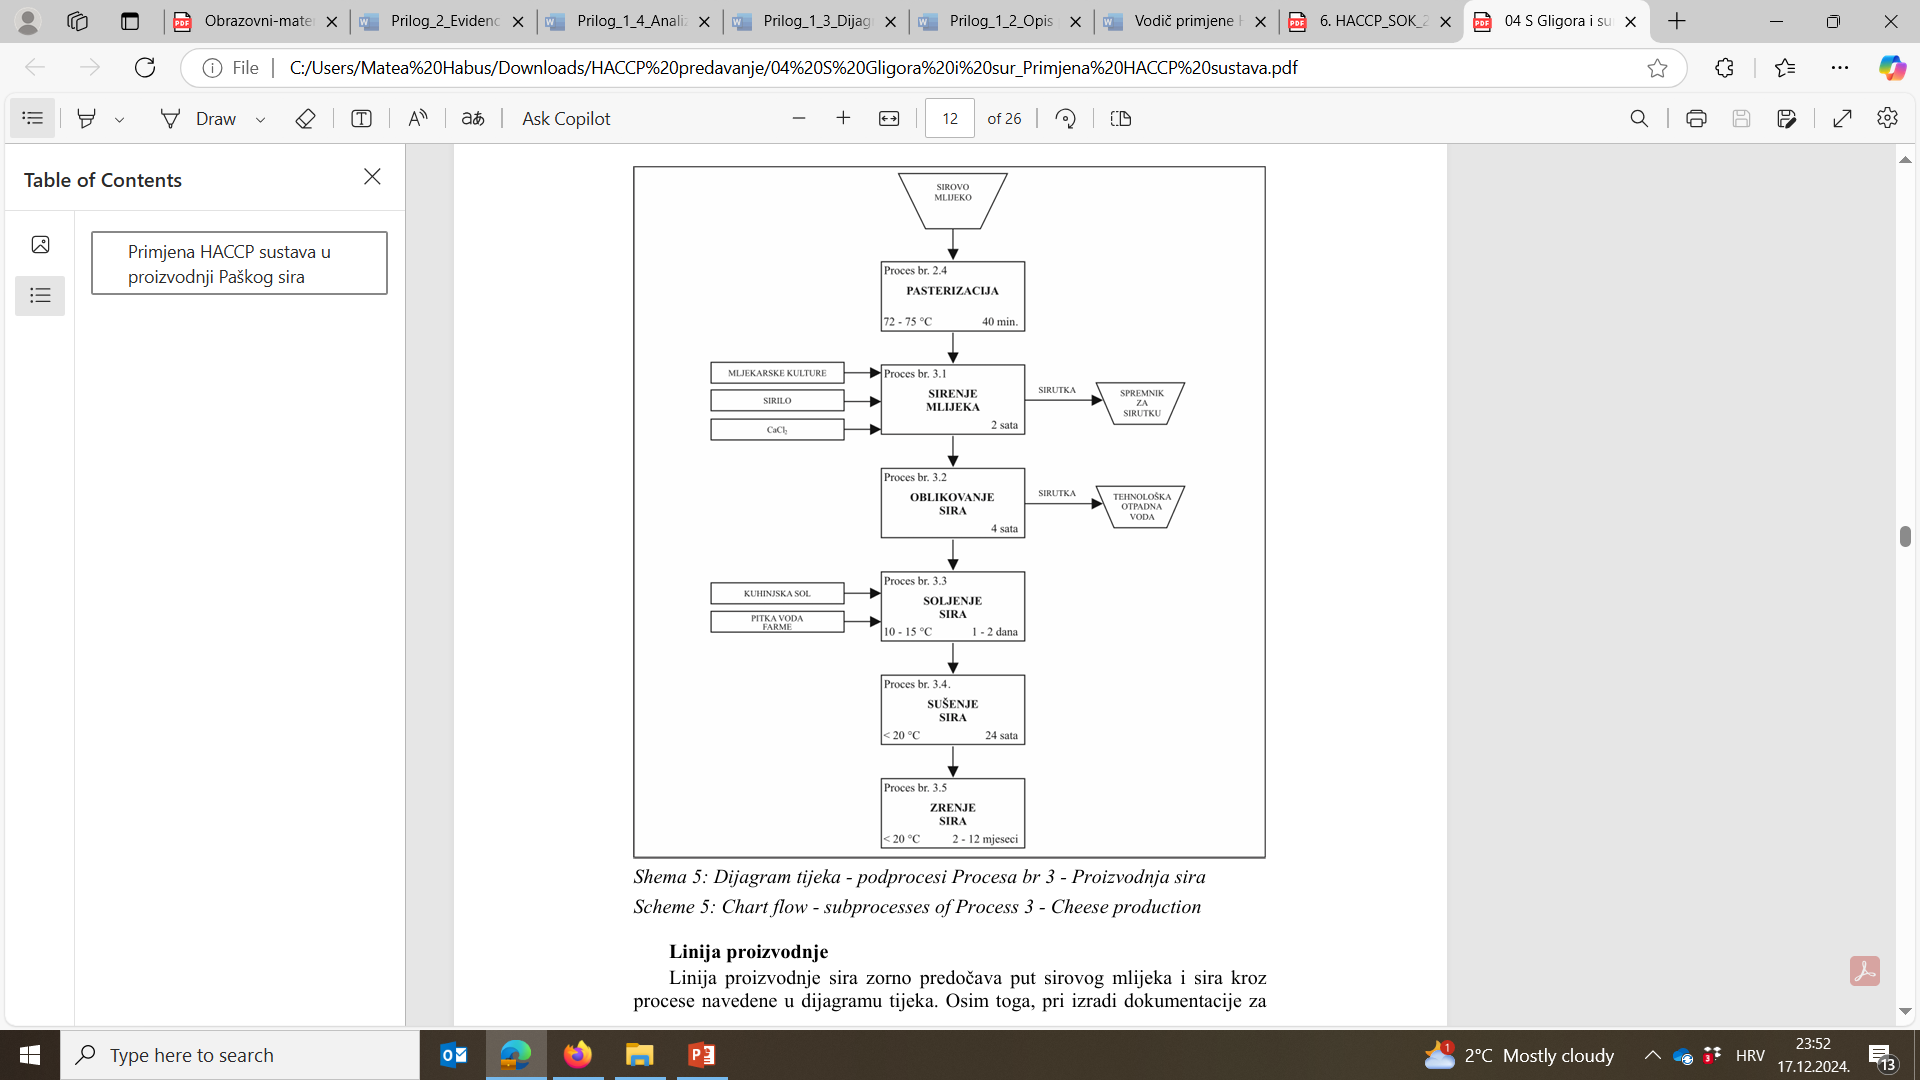 Obrazovni-mate
Prilog_2_Evidenc
Prilog_1_4_Analiz
Prilog_1_3_Dijag
Prilog_1_2_Opis
Vodič primjene H
6. HACCP_SOK_2
04 S Gligora i su
File
C:/Users/Matea%20Habus/Downloads/HACCP%20predavanje/04%20S%20Gligora%20i%20sur_Primjena%20HACCP%20sustava.pdf
Draw
aあ
Ask Copilot
12 of 26
Table of Contents
Primjena HACCP sustava u
proizvodnji Paškog sira
SIROVO
MLIJEKO
Proces br. 2.4
PASTERIZACIJA
72 - 75 °C 40 min.
MLJEKARSKE KULTURE
SIRILO
CaCl₂
Proces br. 3.1
SIRENJE
MLIJEKA
2 sata
SIRUTKA
SPREMNIK
ZA
SIRUTKU
Proces br. 3.2
OBLIKOVANJE
SIRA
4 sata
SIRUTKA
TEHNOLOŠKA
OTPADNA
VODA
KUHINJSKA SOL
PITKA VODA
FARME
Proces br. 3.3
SOLJENJE
SIRA
10 - 15 °C 1 - 2 dana
Proces br. 3.4.
SUŠENJE
SIRA
< 20 °C 24 sata
Proces br. 3.5
ZRENJE
SIRA
< 20 °C 2 - 12 mjeseci
Shema 5: Dijagram tijeka - podprocesi Procesa br 3 - Proizvodnja sira
Scheme 5: Chart flow - subprocesses of Process 3 - Cheese production
Linija proizvodnje
Linija proizvodnje sira zorno predočava put sirovog mlijeka i sira kroz
procese navedene u dijagramu tijeka. Osim toga, pri izradi dokumentacije za
Type here to search
1
2°C Mostly cloudy
3
HRV
23:52
17.12.2024.
13